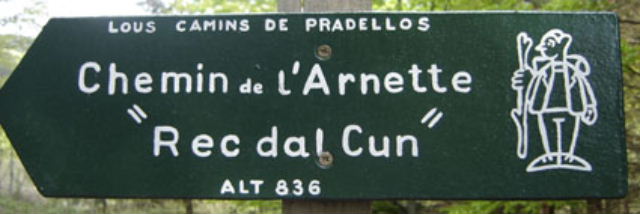 LOUS CAMINS DE PRADELLOS
Chemin de l'Arnette
"Rec dal Cun"
ALT 836